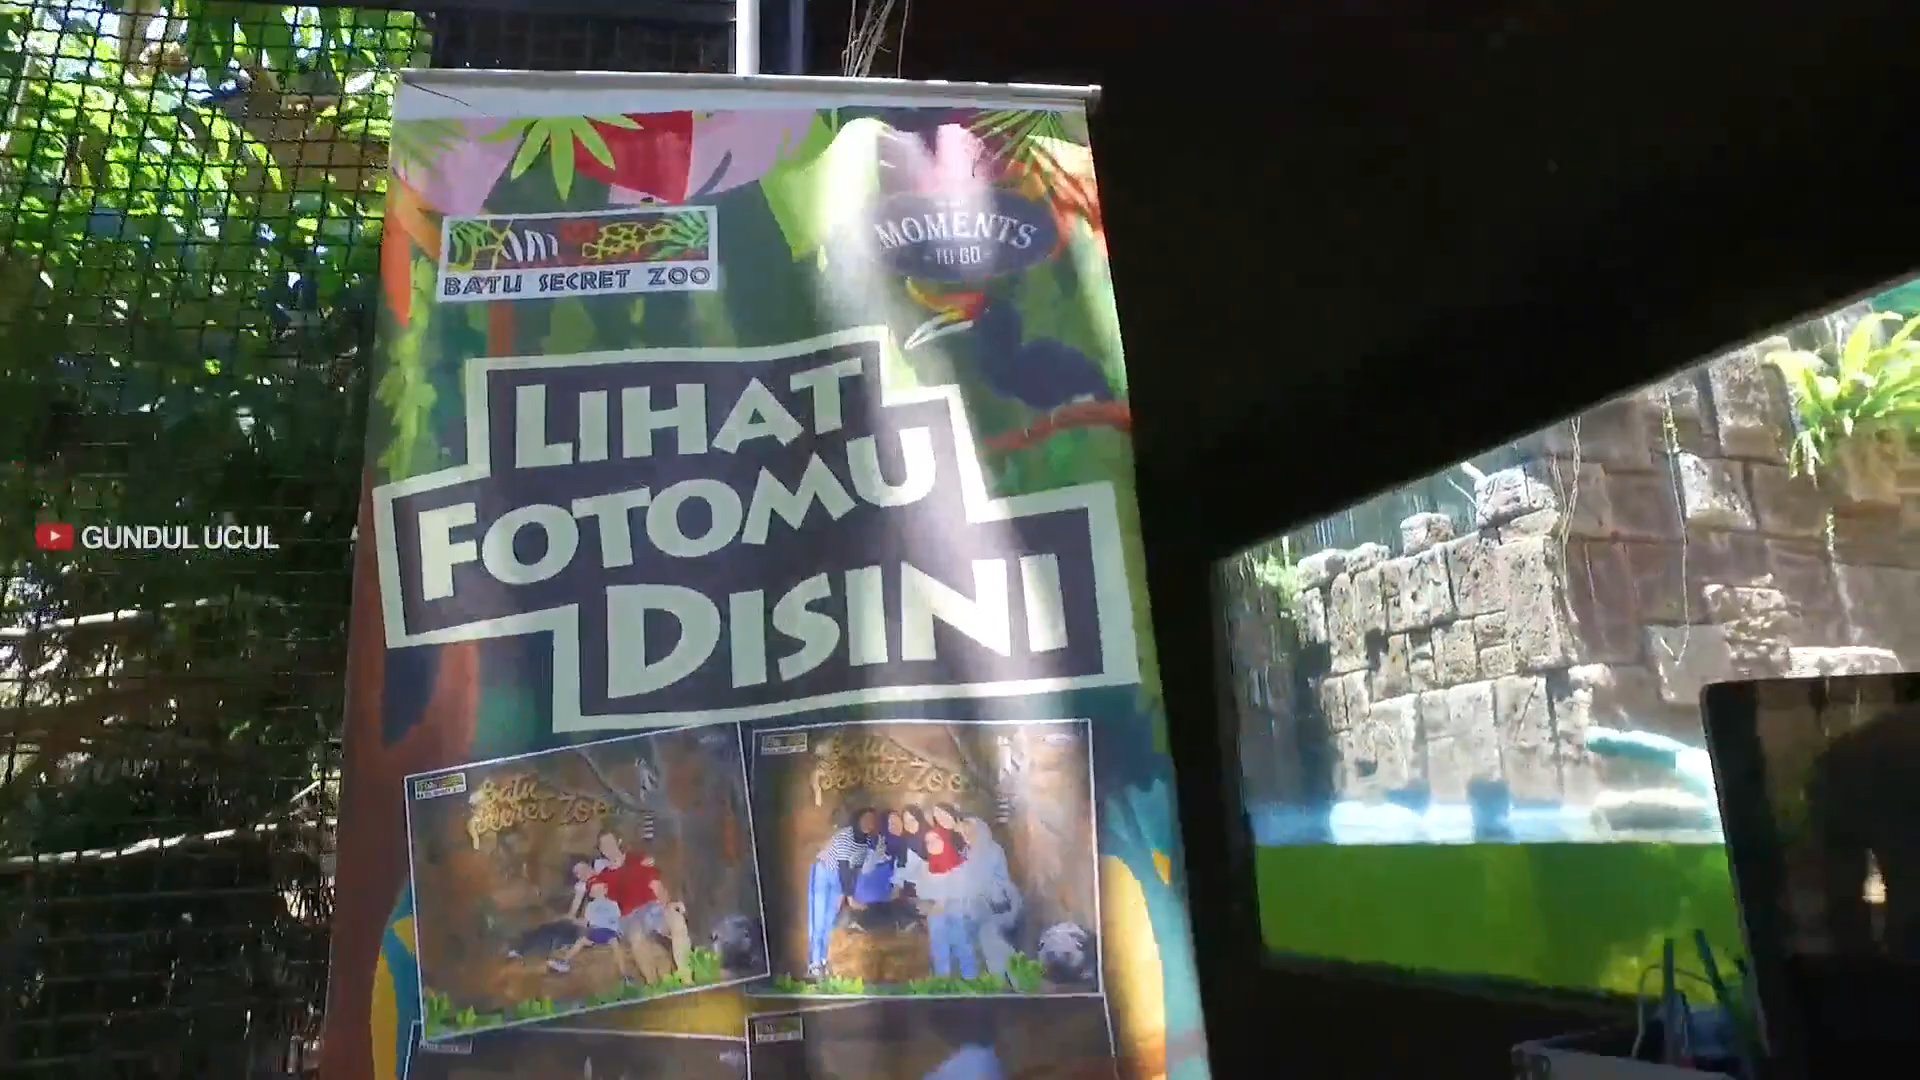 BATU SECRET ZOO
MOMENTS
TO GO
LIHAT
FOTOMU
DISINI
GUNDUL UCUL
Batu
Secret Zoo
Batu
Secret Zoo